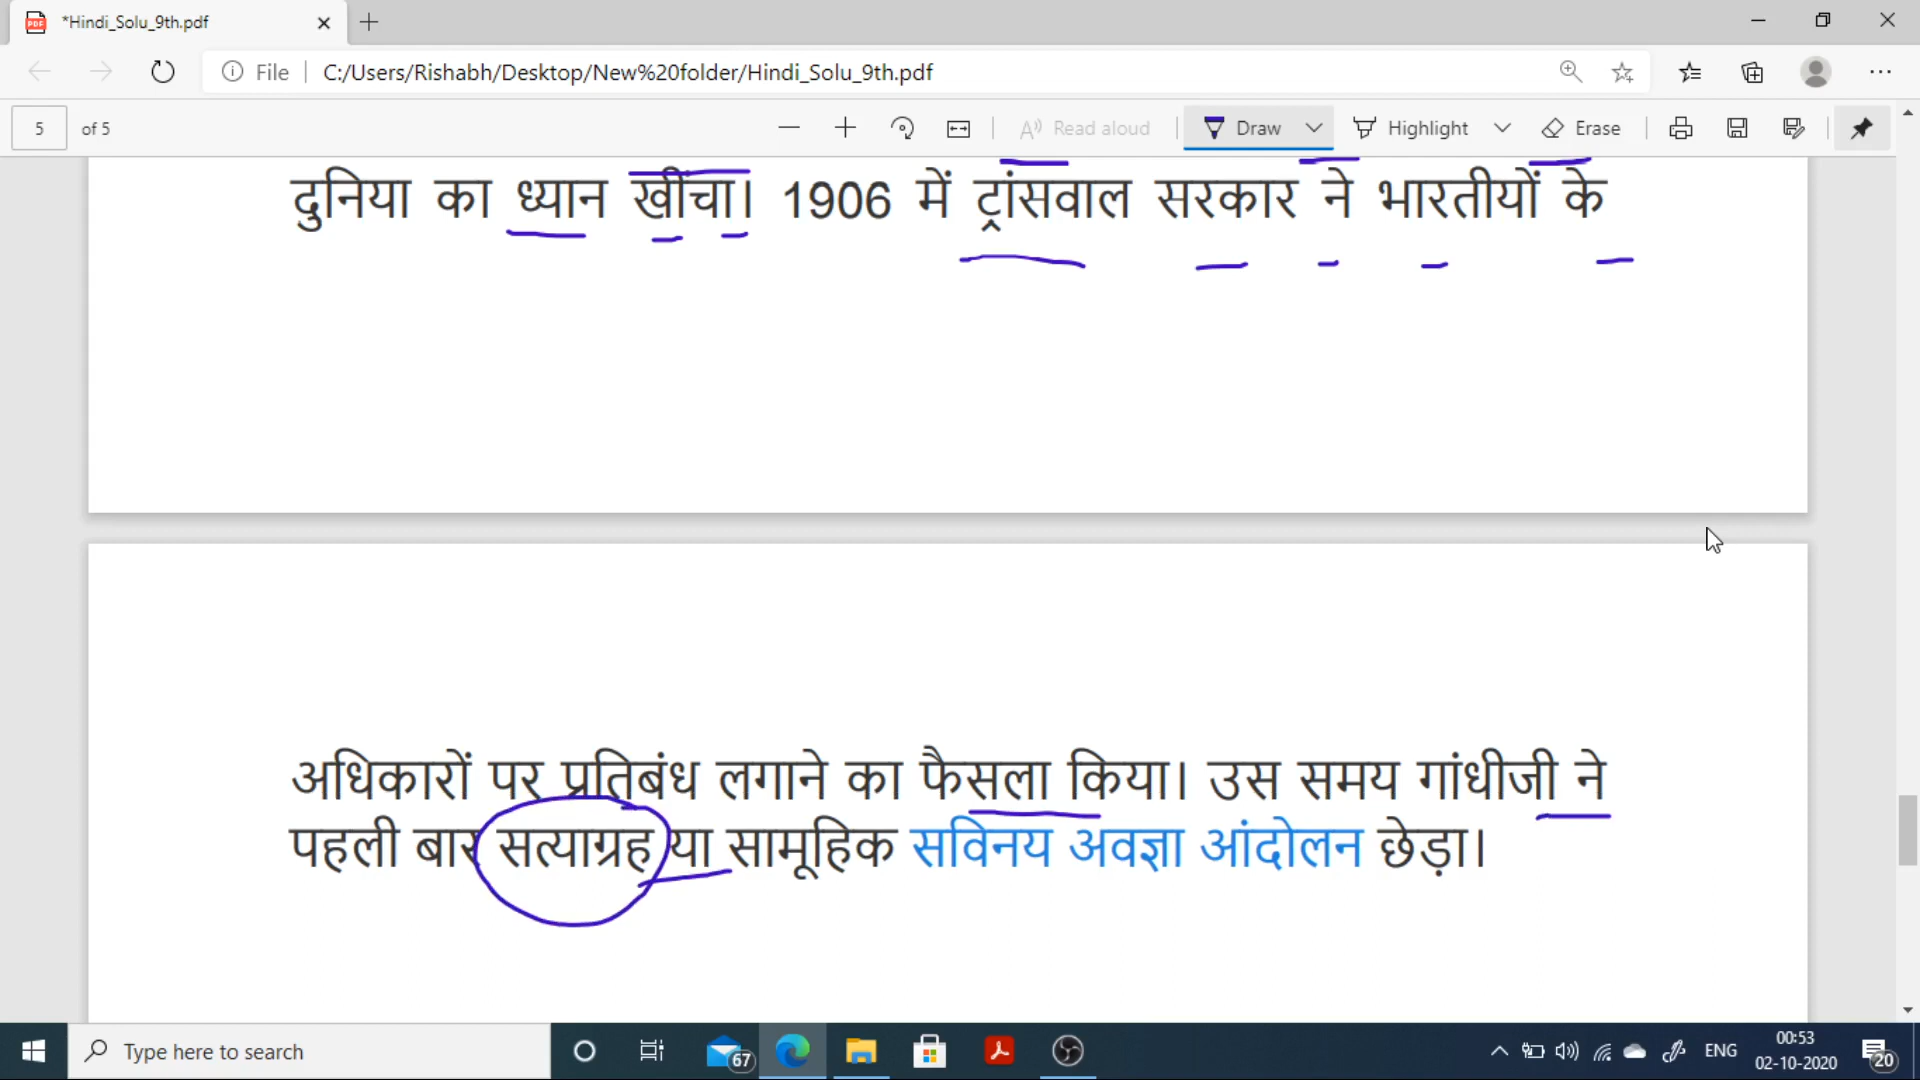 *Hindi_Solu_9th.pdf
File | C:/Users/Rishabh/Desktop/New%20folder/Hindi_Solu_9th.pdf
5 of 5 Read aloud Draw Highlight Erase
दुनिया का ध्यान खींचा। 1906 में ट्रांसवाल सरकार ने भारतीयों के
अधिकारों पर प्रतिबंध लगाने का फैसला किया। उस समय गांधीजी ने
पहली बार सत्याग्रह या सामूहिक सविनय अवज्ञा आंदोलन छेड़ा।
Type here to search 67 ENG 00:53 20
02-10-2020